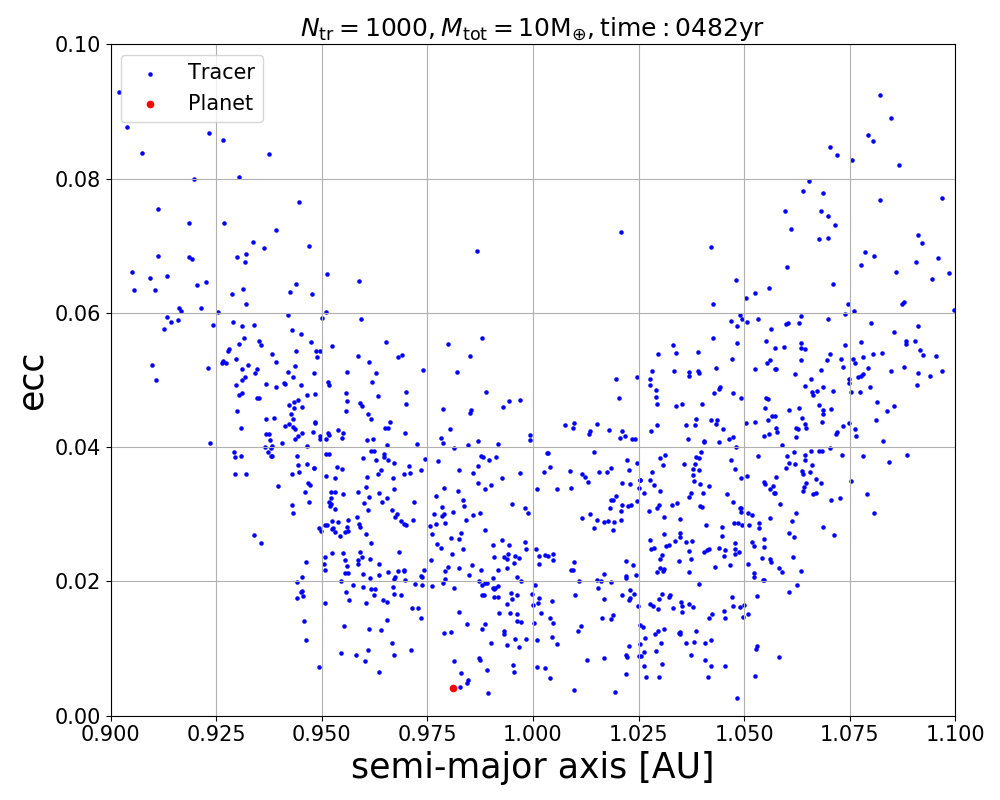 N_tr = 1000, M_tot = 10M_⊕, time : 0482yr
Tracer
Planet
ecc
0.10
0.08
0.06
0.04
0.02
0.00
0.900 0.925 0.950 0.975 1.000 1.025 1.050 1.075 1.100
semi-major axis [AU]